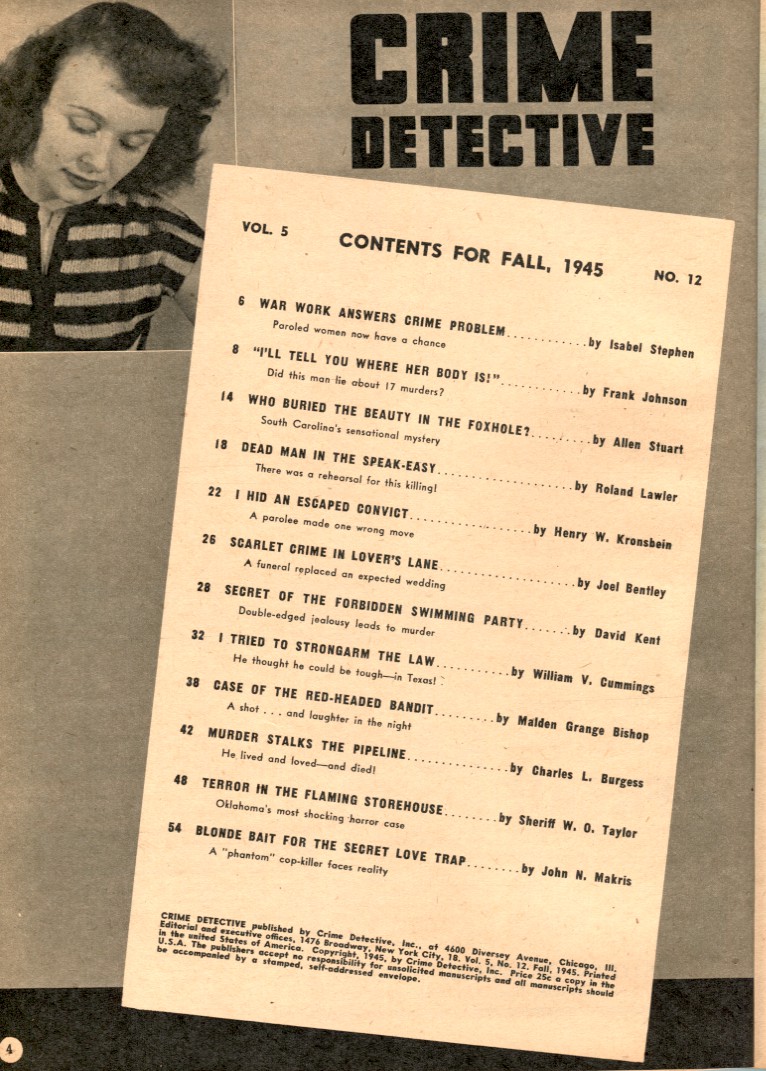 CRIME
DETECTIVE
VOL. 5 CONTENTS FOR FALL, 1945 NO. 12
6 WAR WORK ANSWERS CRIME PROBLEM............by Isabel Stephen
Paroled women now have a chance
8 "I'LL TELL YOU WHERE HER BODY IS!"............by Frank Johnson
Did this man lie about 17 murders?
14 WHO BURIED THE BEAUTY IN THE FOXHOLE?.........by Allen Stuart
South Carolina's sensational mystery
18 DEAD MAN IN THE SPEAK-EASY....................by Roland Lawler
There was a rehearsal for this killing!
22 I HID AN ESCAPED CONVICT..................by Henry W. Kronsbein
A parolee made one wrong move
26 SCARLET CRIME IN LOVER'S LANE....................by Joel Bentley
A funeral replaced an expected wedding
28 SECRET OF THE FORBIDDEN SWIMMING PARTY.......by David Kent
Double-edged jealousy leads to murder
32 I TRIED TO STRONGARM THE LAW...........by William V. Cummings
He thought he could be tough—in Texas!
38 CASE OF THE RED-HEADED BANDIT.........by Malden Grange Bishop
A shot . . . and laughter in the night
42 MURDER STALKS THE PIPELINE...............by Charles L. Burgess
He lived and loved—and died!
48 TERROR IN THE FLAMING STOREHOUSE........by Sheriff W. O. Taylor
Oklahoma's most shocking horror case
54 BLONDE BAIT FOR THE SECRET LOVE TRAP........by John N. Makris
A "phantom" cop-killer faces reality
CRIME DETECTIVE published by Crime Detective, Inc., at 4600 Diversey Avenue, Chicago, Ill.
Editorial and executive offices, 1476 Broadway, New York City, 18. Vol. 5, No. 12. Fall, 1945. Printed
in the united States of America. Copyright, 1945, by Crime Detective, Inc. Price 25c a copy in the
U.S.A. The publishers accept no responsibility for unsolicited manuscripts and all manuscripts should
be accompanied by a stamped, self-addressed envelope.
4